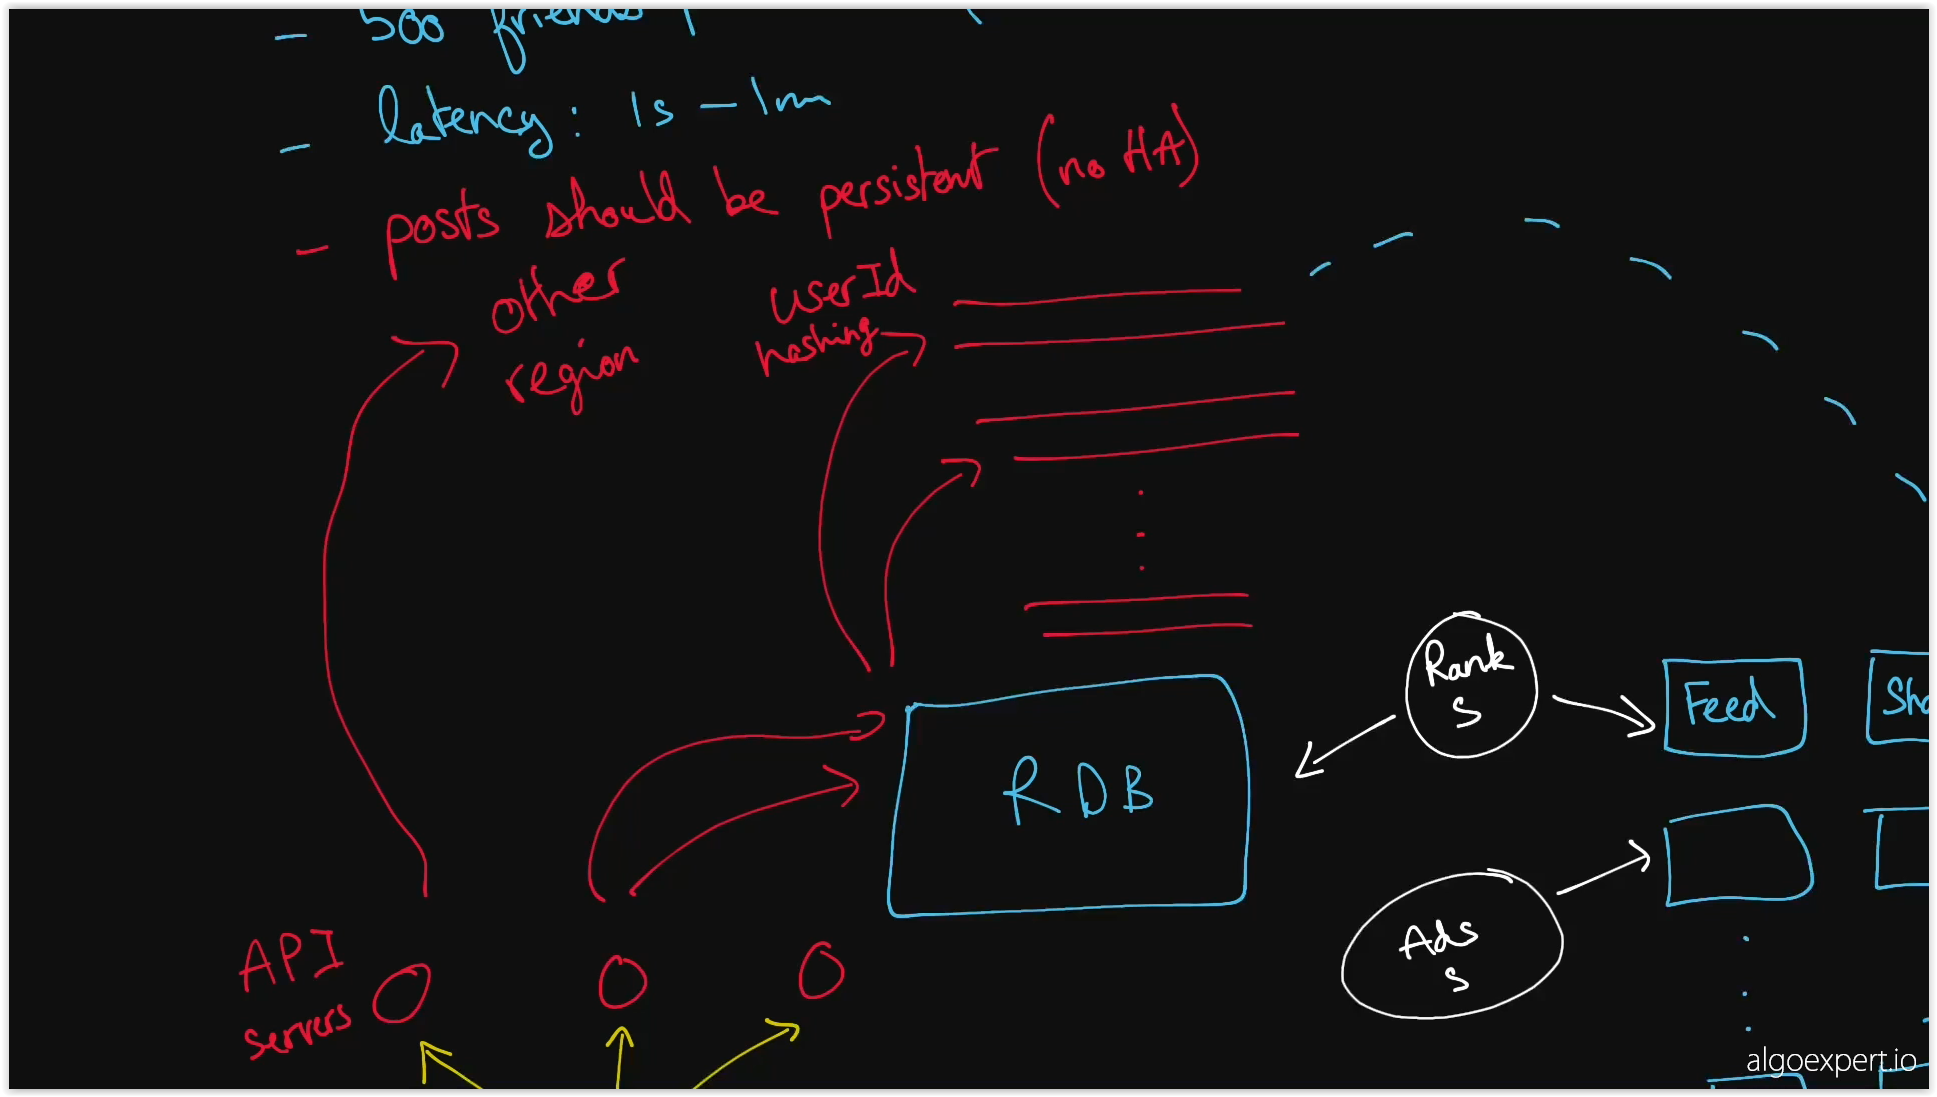 - 500 friends
- latency: 1s - 1m
- posts should be persistent (no HA)
other
region
userId
hashing
Rank
S
Feed
Sha
RDB
Ads
S
API
servers
algoexpert.io